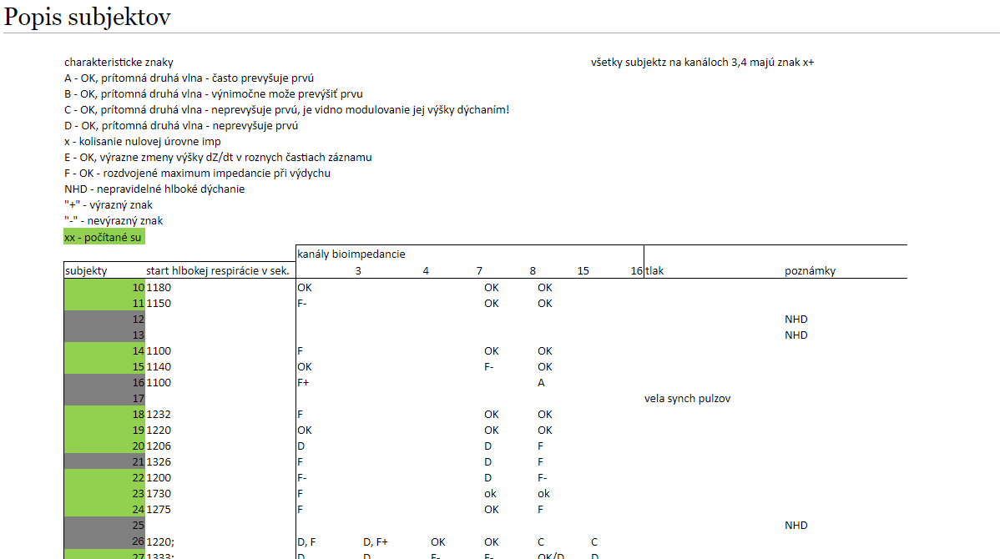 Popis subjektov
charakteristicke znaky
všetky subjektz na kanáloch 3,4 majú znak x+
A - OK, prítomná druhá vlna - často prevyšuje prvú
B - OK, prítomná druhá vlna - výnimočne može prevýšiť prvu
C - OK, prítomná druhá vlna - neprevyšuje prvú, je vidno modulovanie jej výšky dýchaním!
D - OK, prítomná druhá vlna - neprevyšuje prvú
x - kolisanie nulovej úrovne imp
E - OK, výrazne zmeny výšky dZ/dt v roznych častiach záznamu
F - OK - rozdvojené maximum impedancie při výdychu
NHD - nepravidelné hlboké dýchanie
"+" - výrazný znak
"-" - nevýrazný znak
xx - počítané su
kanály bioimpedancie
subjekty start hlbokej respirácie v sek. 3 4 7 8 15 16 tlak poznámky
10 1180 OK OK OK
11 1150 F- OK OK
12 NHD
13 NHD
14 1100 F OK OK
15 1140 OK F- OK
16 1100 F+ A
17 vela synch pulzov
18 1232 F OK OK
19 1220 OK OK OK
20 1206 D D F
21 1326 F D F
22 1200 F- D F-
23 1730 F ok ok
24 1275 F OK F
25 NHD
26 1220; D, F D, F+ OK OK C C
27 1333; D D F- F- OK/D D